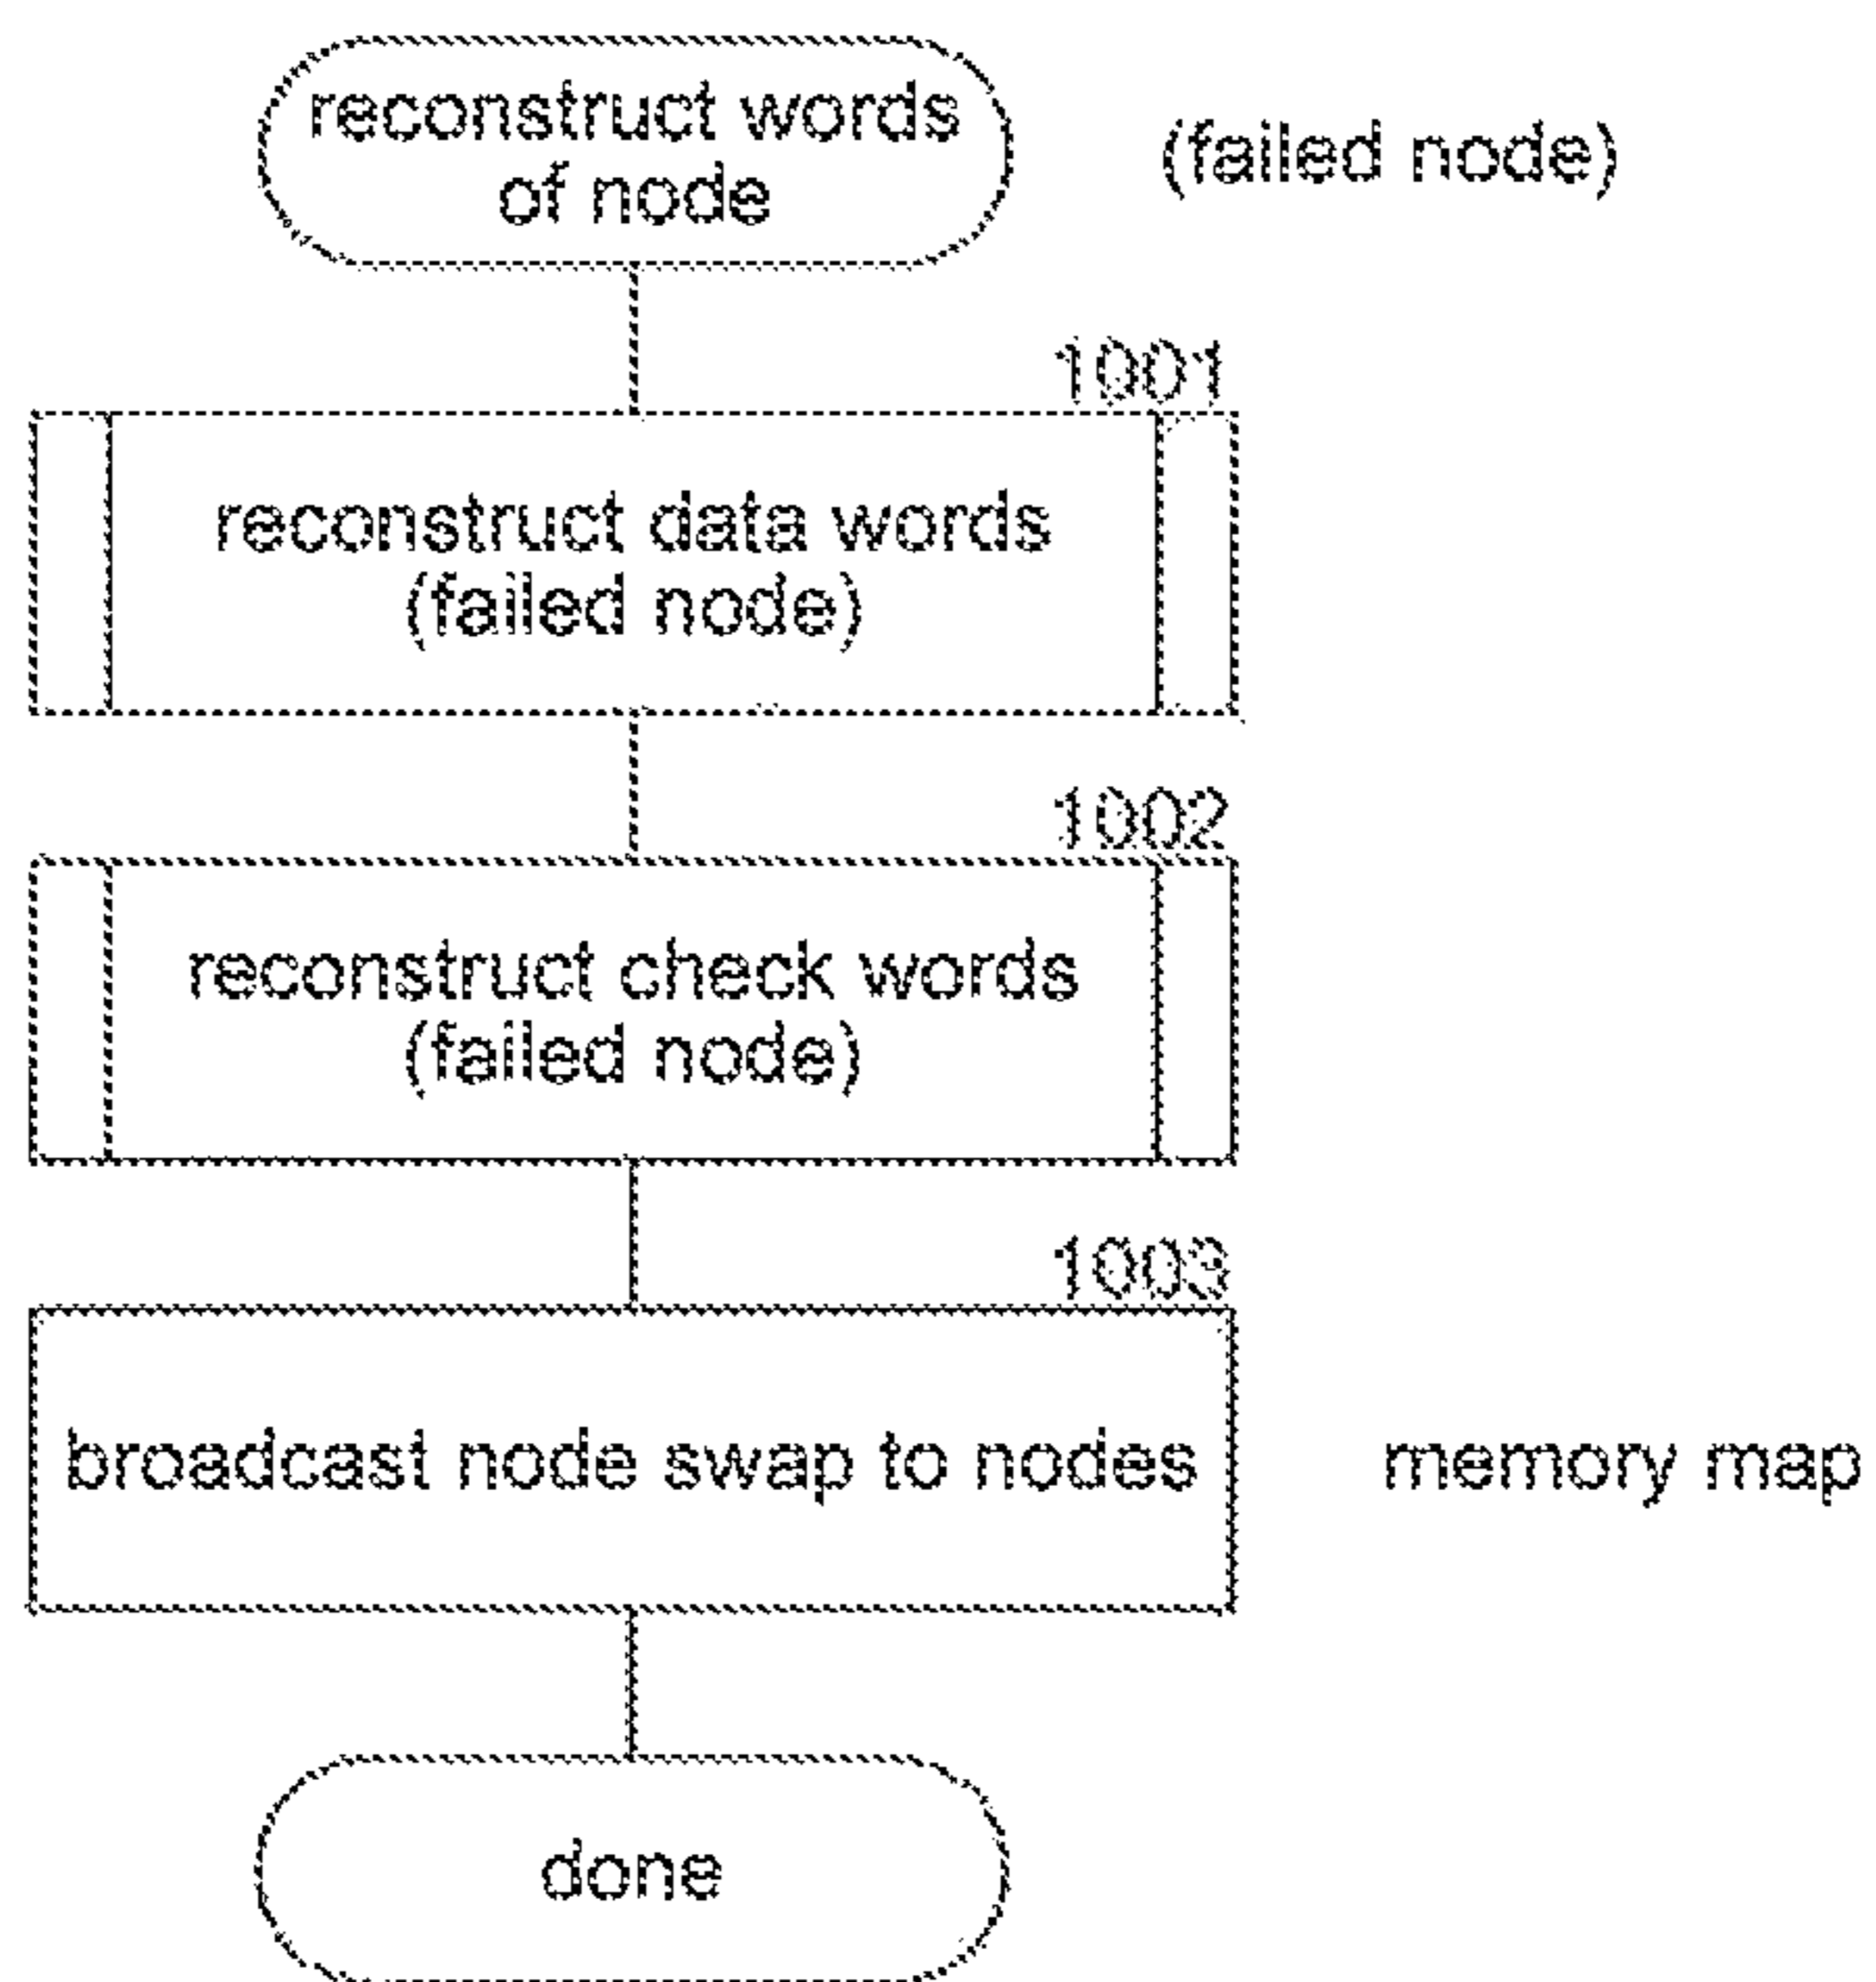 reconstruct words
of node
(failed node)
1001
reconstruct data words
(failed node)
1002
reconstruct check words
(failed node)
1003
broadcast node swap to nodes
memory map
done